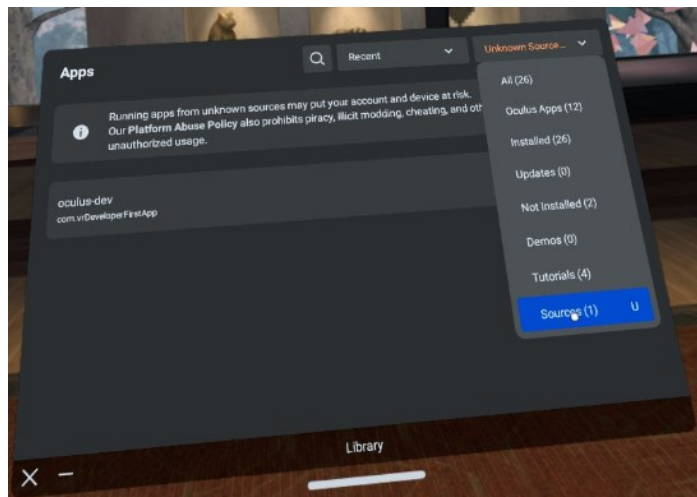 Apps
Recent
Unknown Source...
Running apps from unknown sources may put your account and device at risk.
Our Platform Abuse Policy also prohibits piracy, illicit modding, cheating, and oth
unauthorized usage.
oculus-dev
com.vrDeveloperFirstApp
All (26)
Oculus Apps (12)
Installed (26)
Updates (0)
Not Installed (2)
Demos (0)
Tutorials (4)
Sources (1) U
Library